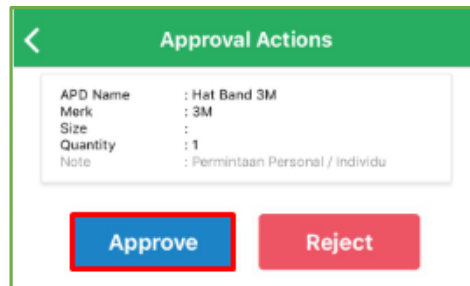 Approval Actions
APD Name : Hat Band 3M
Merk : 3M
Size :
Quantity : 1
Note : Permintaan Personal / Individu
Approve Reject